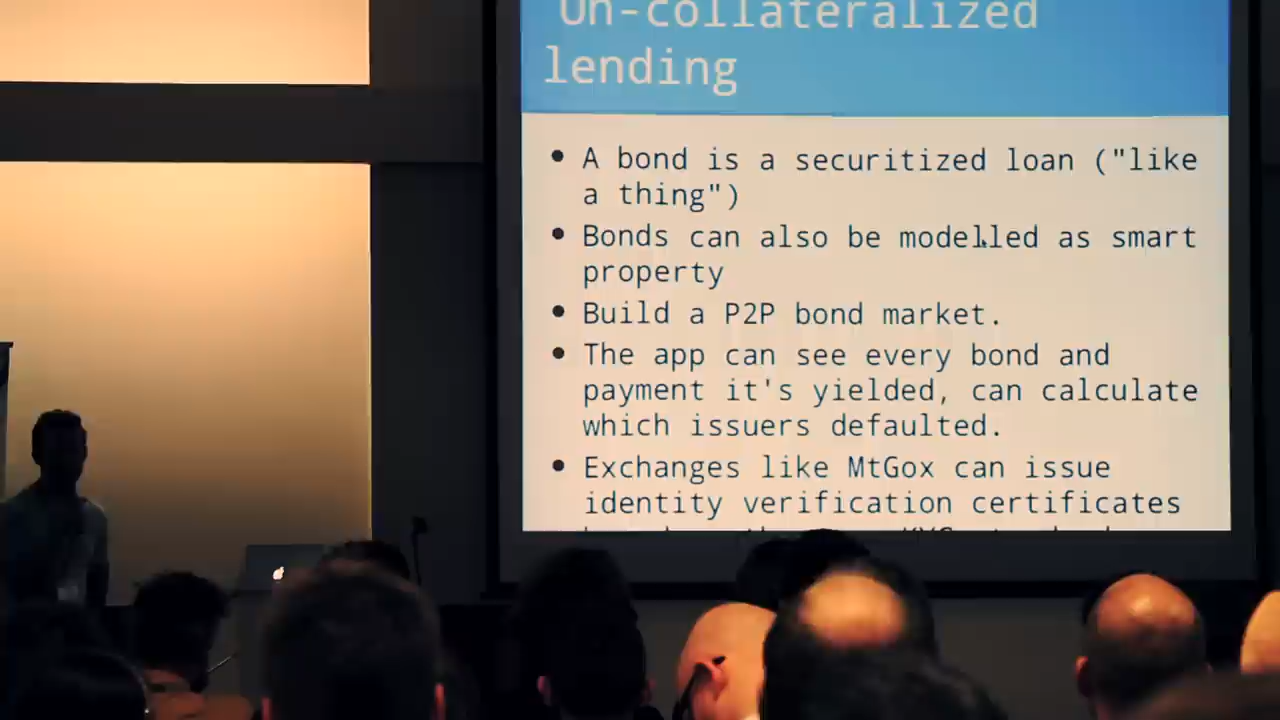 Un-collateralized
lending
• A bond is a securitized loan ("like
a thing")
• Bonds can also be modelled as smart
property
• Build a P2P bond market.
• The app can see every bond and
payment it's yielded, can calculate
which issuers defaulted.
• Exchanges like MtGox can issue
identity verification certificates